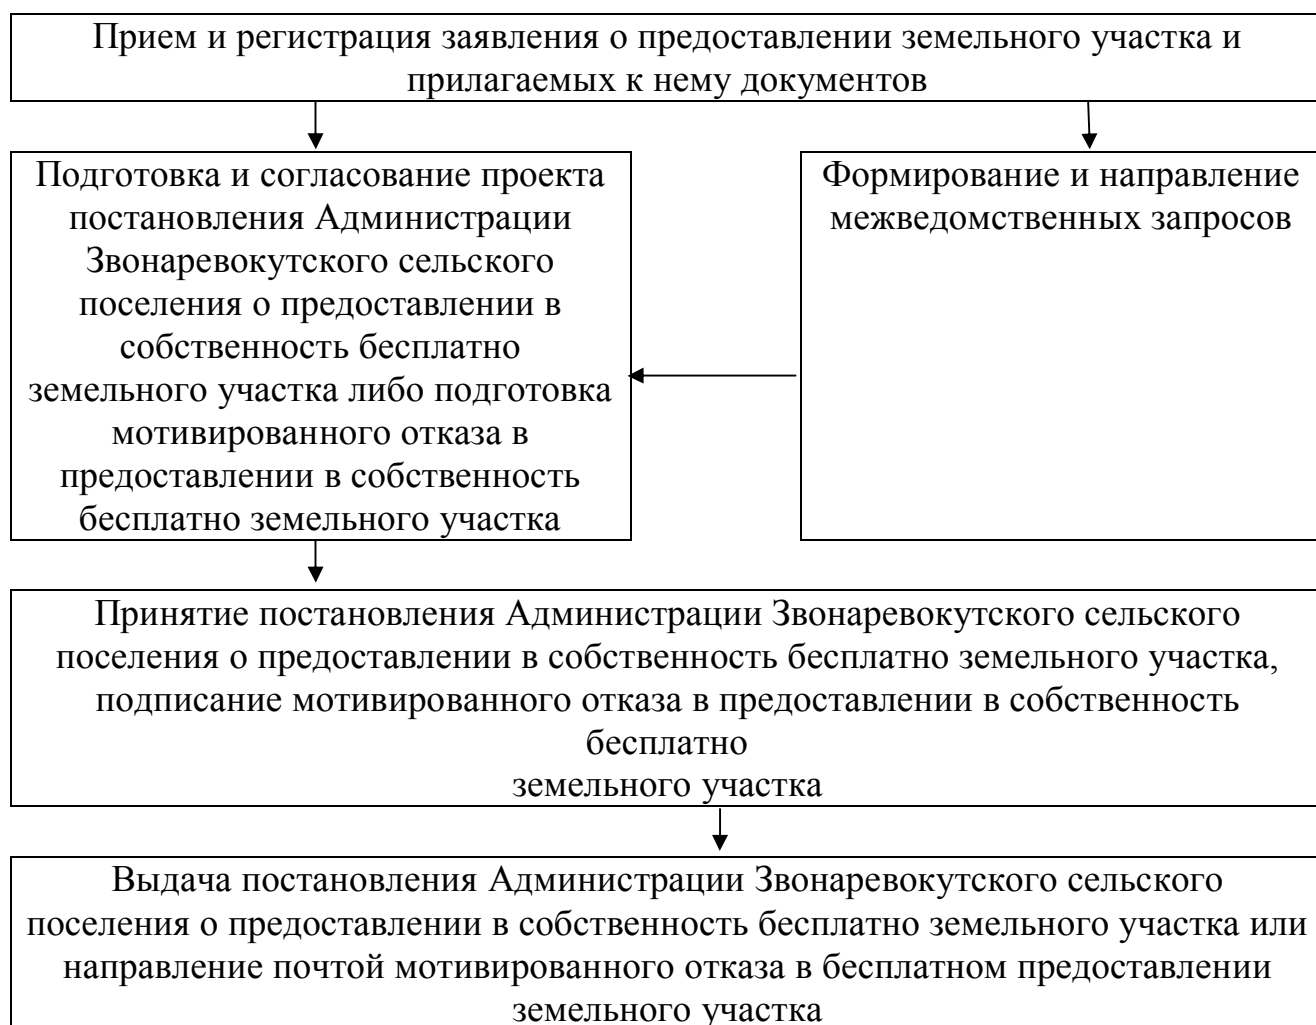 Прием и регистрация заявления о предоставлении земельного участка и
прилагаемых к нему документов
Подготовка и согласование проекта
постановления Администрации
Звонаревокутского сельского
поселения о предоставлении в
собственность бесплатно
земельного участка либо подготовка
мотивированного отказа в
предоставлении в собственность
бесплатно земельного участка
Формирование и направление
межведомственных запросов
Принятие постановления Администрации Звонаревокутского сельского
поселения о предоставлении в собственность бесплатно земельного участка,
подписание мотивированного отказа в предоставлении в собственность
бесплатно
земельного участка
Выдача постановления Администрации Звонаревокутского сельского
поселения о предоставлении в собственность бесплатно земельного участка или
направление почтой мотивированного отказа в бесплатном предоставлении
земельного участка